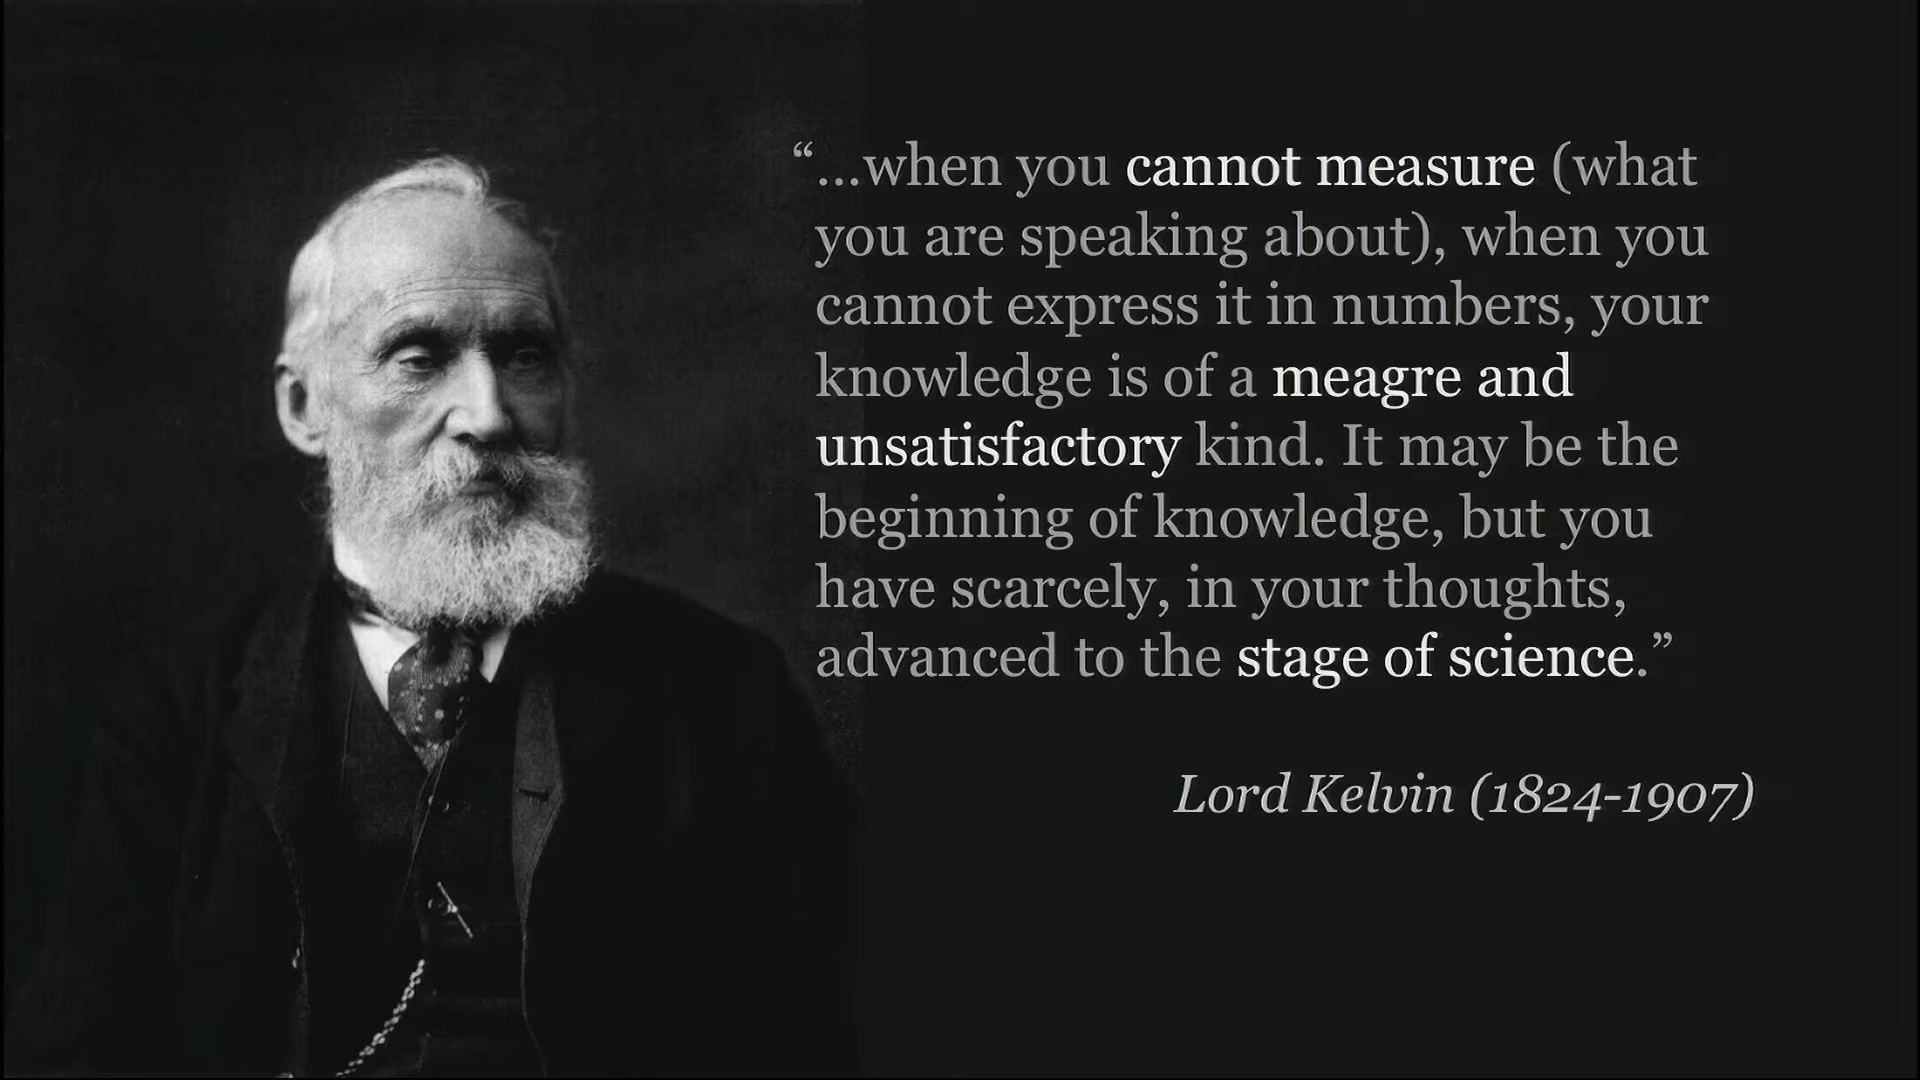 “…when you cannot measure (what
you are speaking about), when you
cannot express it in numbers, your
knowledge is of a meagre and
unsatisfactory kind. It may be the
beginning of knowledge, but you
have scarcely, in your thoughts,
advanced to the stage of science.”
Lord Kelvin (1824-1907)